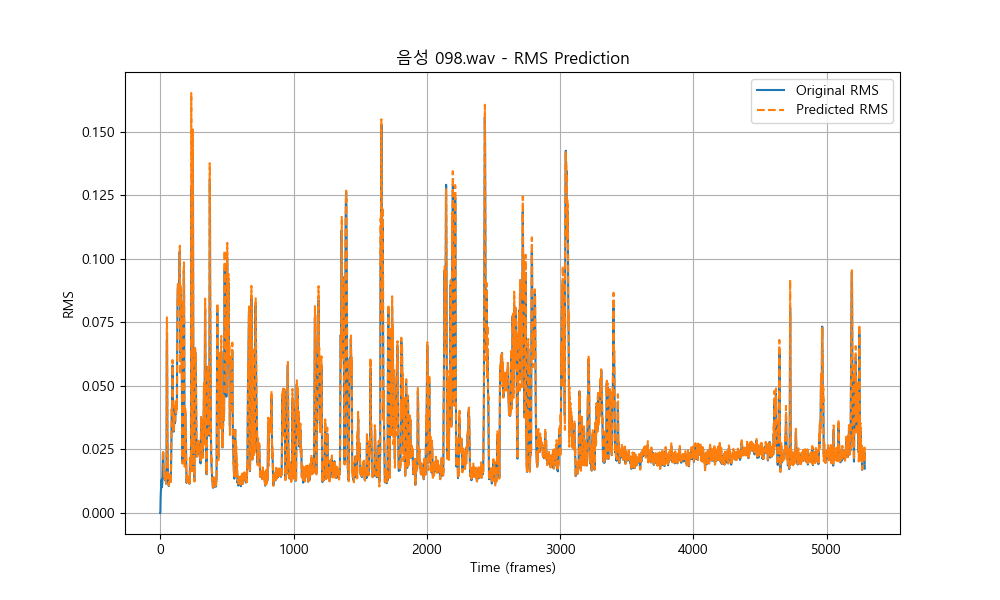 음성 098.wav - RMS Prediction
Original RMS
Predicted RMS
RMS
0.150
0.125
0.100
0.075
0.050
0.025
0.000
0 1000 2000 3000 4000 5000
Time (frames)